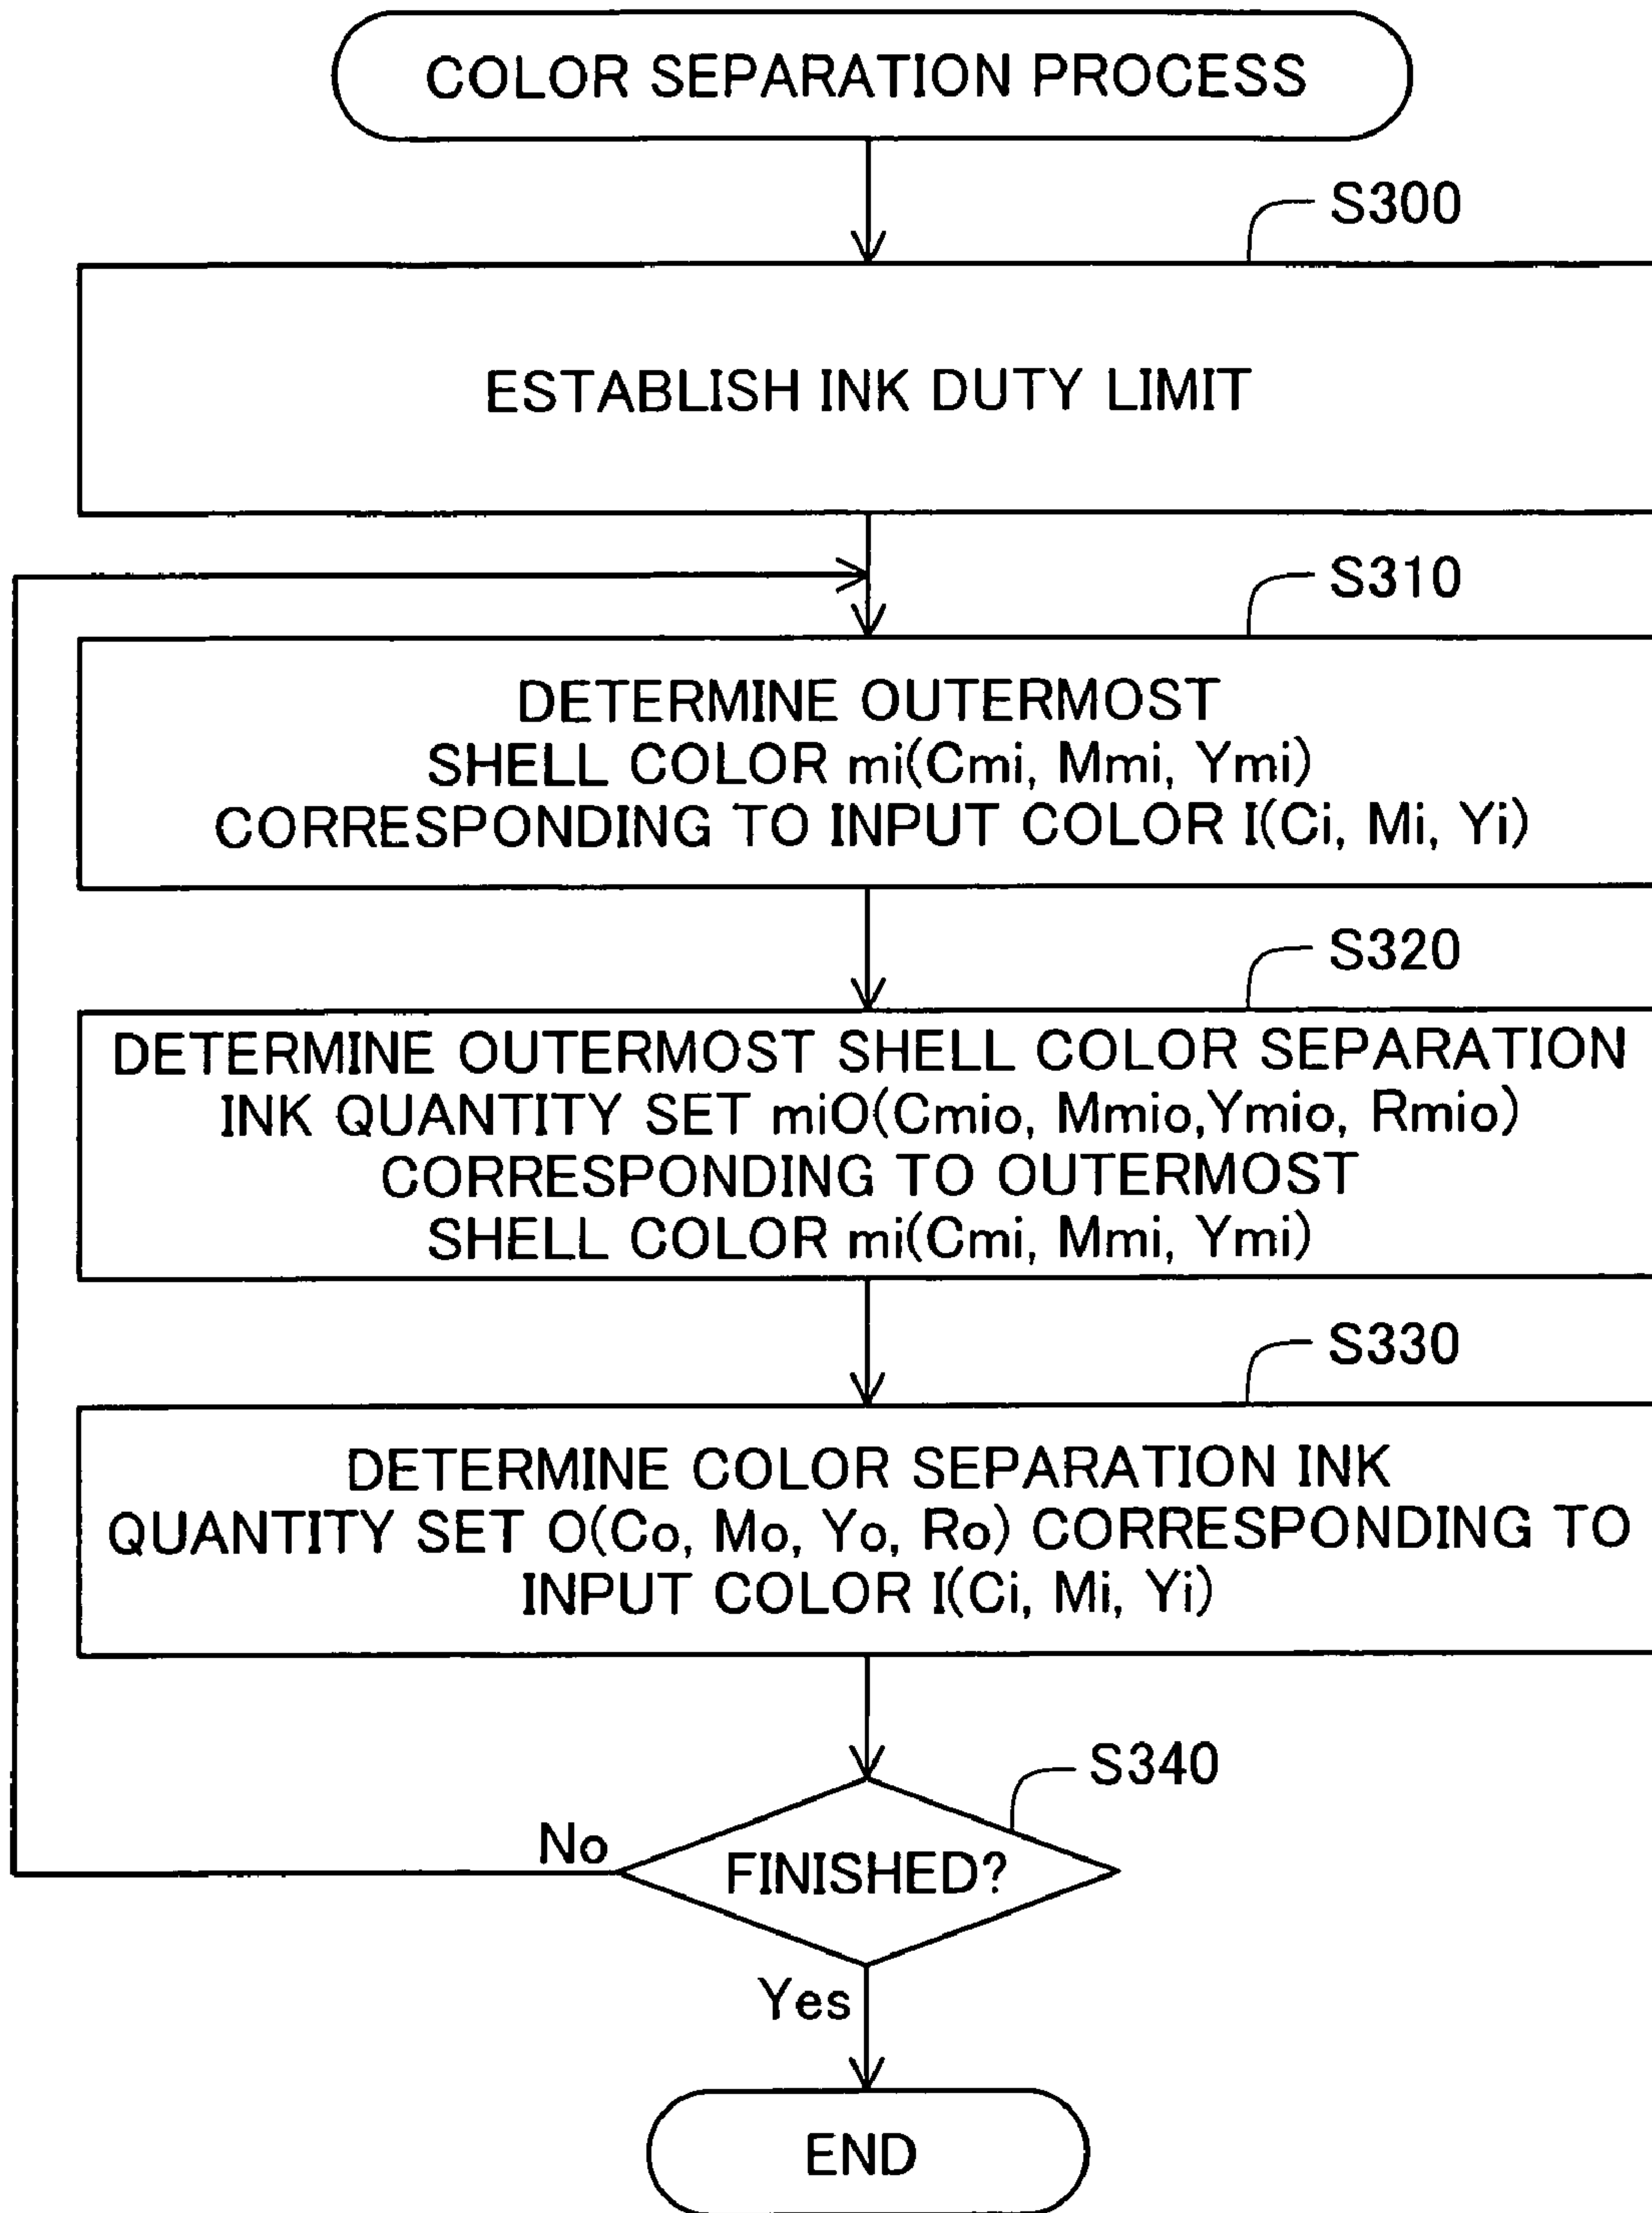 COLOR SEPARATION PROCESS
S300
ESTABLISH INK DUTY LIMIT
S310
DETERMINE OUTERMOST
SHELL COLOR mi(Cmi, Mmi, Ymi)
CORRESPONDING TO INPUT COLOR I(Ci, Mi, Yi)
S320
DETERMINE OUTERMOST SHELL COLOR SEPARATION
INK QUANTITY SET miO(Cmio, Mmio,Ymio, Rmio)
CORRESPONDING TO OUTERMOST
SHELL COLOR mi(Cmi, Mmi, Ymi)
S330
DETERMINE COLOR SEPARATION INK
QUANTITY SET O(Co, Mo, Yo, Ro) CORRESPONDING TO
INPUT COLOR I(Ci, Mi, Yi)
S340
No
FINISHED?
Yes
END